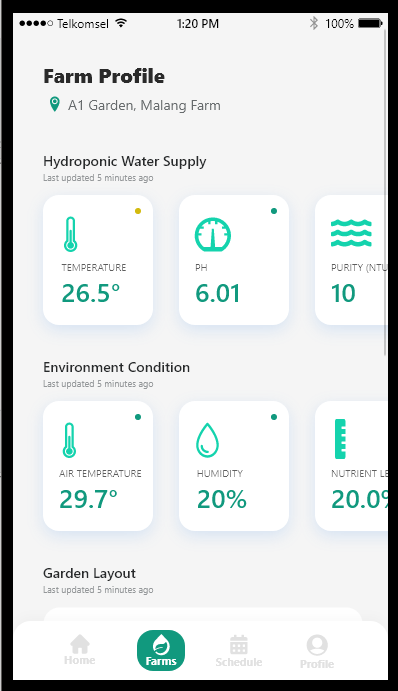 Telkomsel 1:20 PM 100%
Farm Profile
A1 Garden, Malang Farm
Hydroponic Water Supply
Last updated 5 minutes ago
TEMPERATURE PH PURITY (NTU
26.5° 6.01 10
Environment Condition
Last updated 5 minutes ago
AIR TEMPERATURE HUMIDITY NUTRIENT LE
29.7° 20% 20.0%
Garden Layout
Last updated 5 minutes ago
Home Farms Schedule Profile